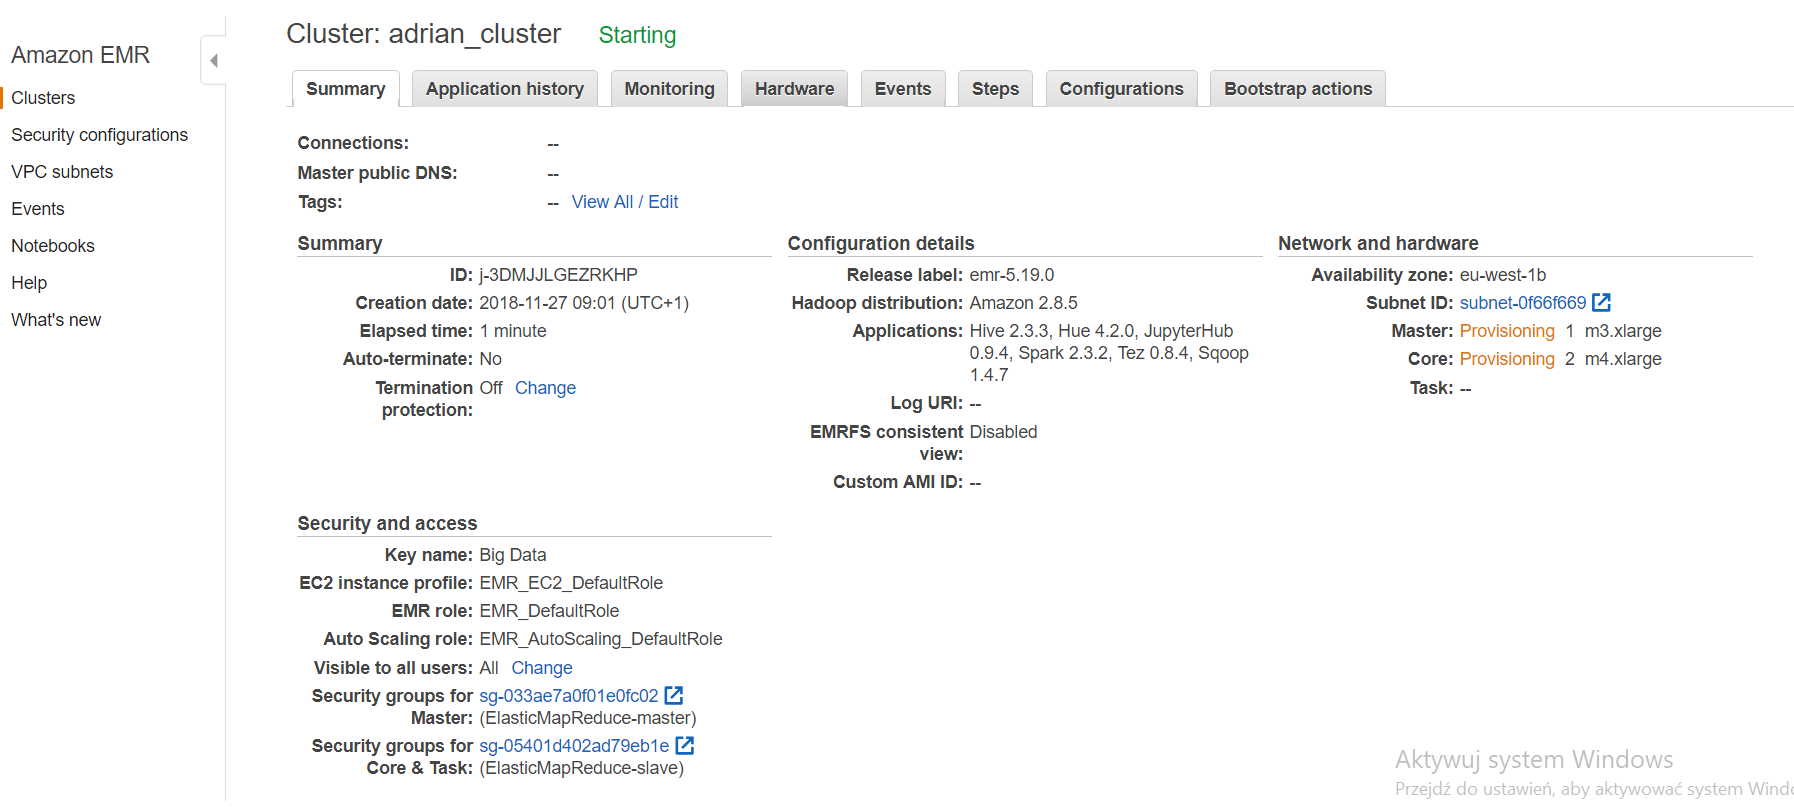 Amazon EMR
Clusters
Security configurations
VPC subnets
Events
Notebooks
Help
What's new
Cluster: adrian_cluster Starting
Summary Application history Monitoring Hardware Events Steps Configurations Bootstrap actions
Connections: --
Master public DNS: --
Tags: -- View All / Edit
Summary
ID: j-3DMJJLGEZRKHP
Creation date: 2018-11-27 09:01 (UTC+1)
Elapsed time: 1 minute
Auto-terminate: No
Termination Off Change
protection:
Configuration details
Release label: emr-5.19.0
Hadoop distribution: Amazon 2.8.5
Applications: Hive 2.3.3, Hue 4.2.0, JupyterHub
0.9.4, Spark 2.3.2, Tez 0.8.4, Sqoop
1.4.7
Log URI: --
EMRFS consistent Disabled
view:
Custom AMI ID: --
Network and hardware
Availability zone: eu-west-1b
Subnet ID: subnet-0f66f669
Master: Provisioning 1 m3.xlarge
Core: Provisioning 2 m4.xlarge
Task: --
Security and access
Key name: Big Data
EC2 instance profile: EMR_EC2_DefaultRole
EMR role: EMR_DefaultRole
Auto Scaling role: EMR_AutoScaling_DefaultRole
Visible to all users: All Change
Security groups for sg-033ae7a0f01e0fc02
Master: (ElasticMapReduce-master)
Security groups for sg-05401d402ad79eb1e
Core & Task: (ElasticMapReduce-slave)
Aktywuj system Windows
Przejdź do ustawień, aby aktywować system Windo